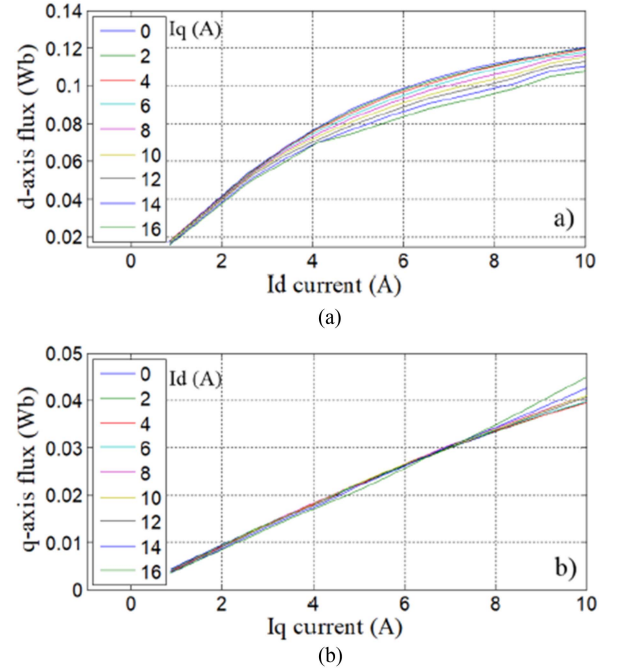 0.14
0.12
0.1
0.08
0.06
0.04
0.02
d-axis flux (Wb)
Iq (A)
0
2
4
6
8
10
12
14
16
a)
0 2 4 6 8 10
Id current (A)
(a)
0.05
0.04
0.03
0.02
0.01
0
q-axis flux (Wb)
Id (A)
0
2
4
6
8
10
12
14
16
b)
0 2 4 6 8 10
Iq current (A)
(b)